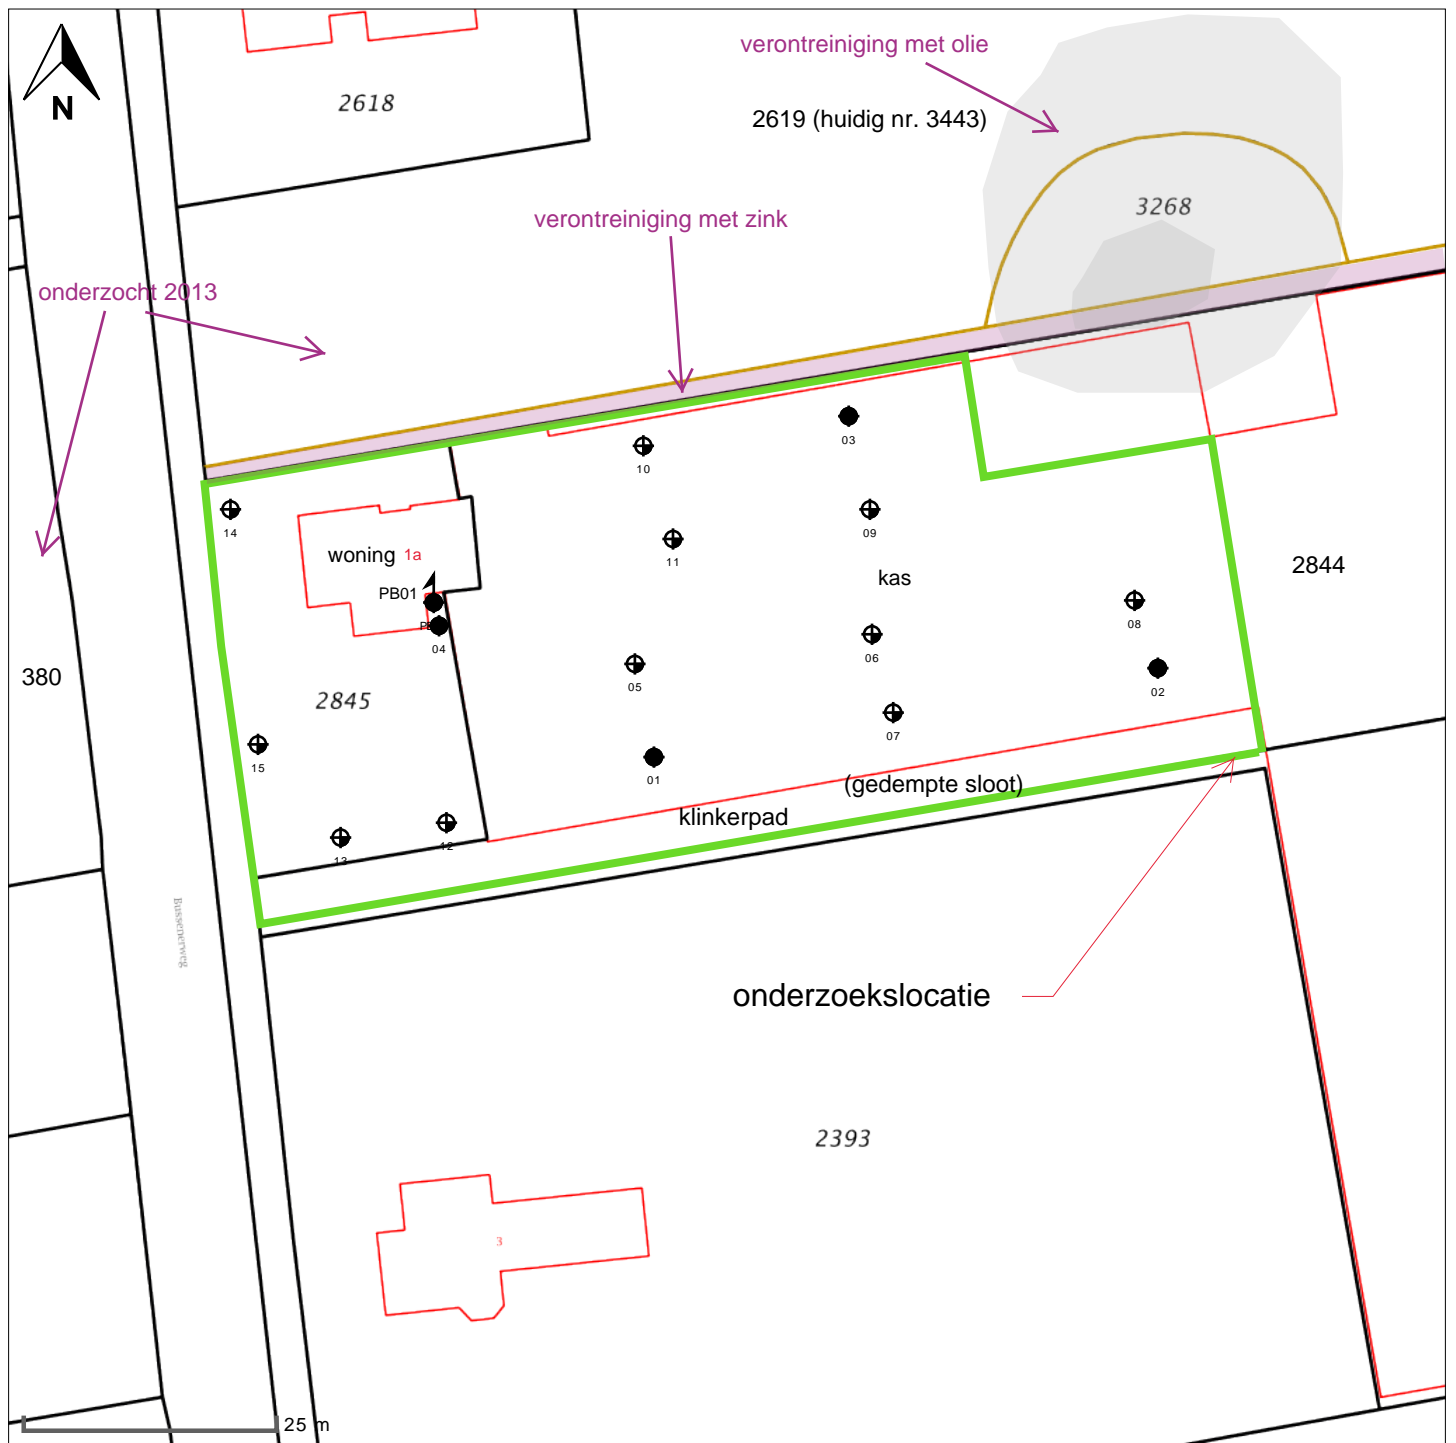 verontreiniging met olie
2618
N
2619 (huidig nr. 3443)
3268
verontreiniging met zink
onderzocht 2013
03
10
14
09
11
woning 1a
kas
2844
PB01
08
04
06
380
05
02
2845
07
15
01
(gedempte sloot)
klinkerpad
12
13
Bussenerweg
onderzoekslocatie
2393
3
25 m